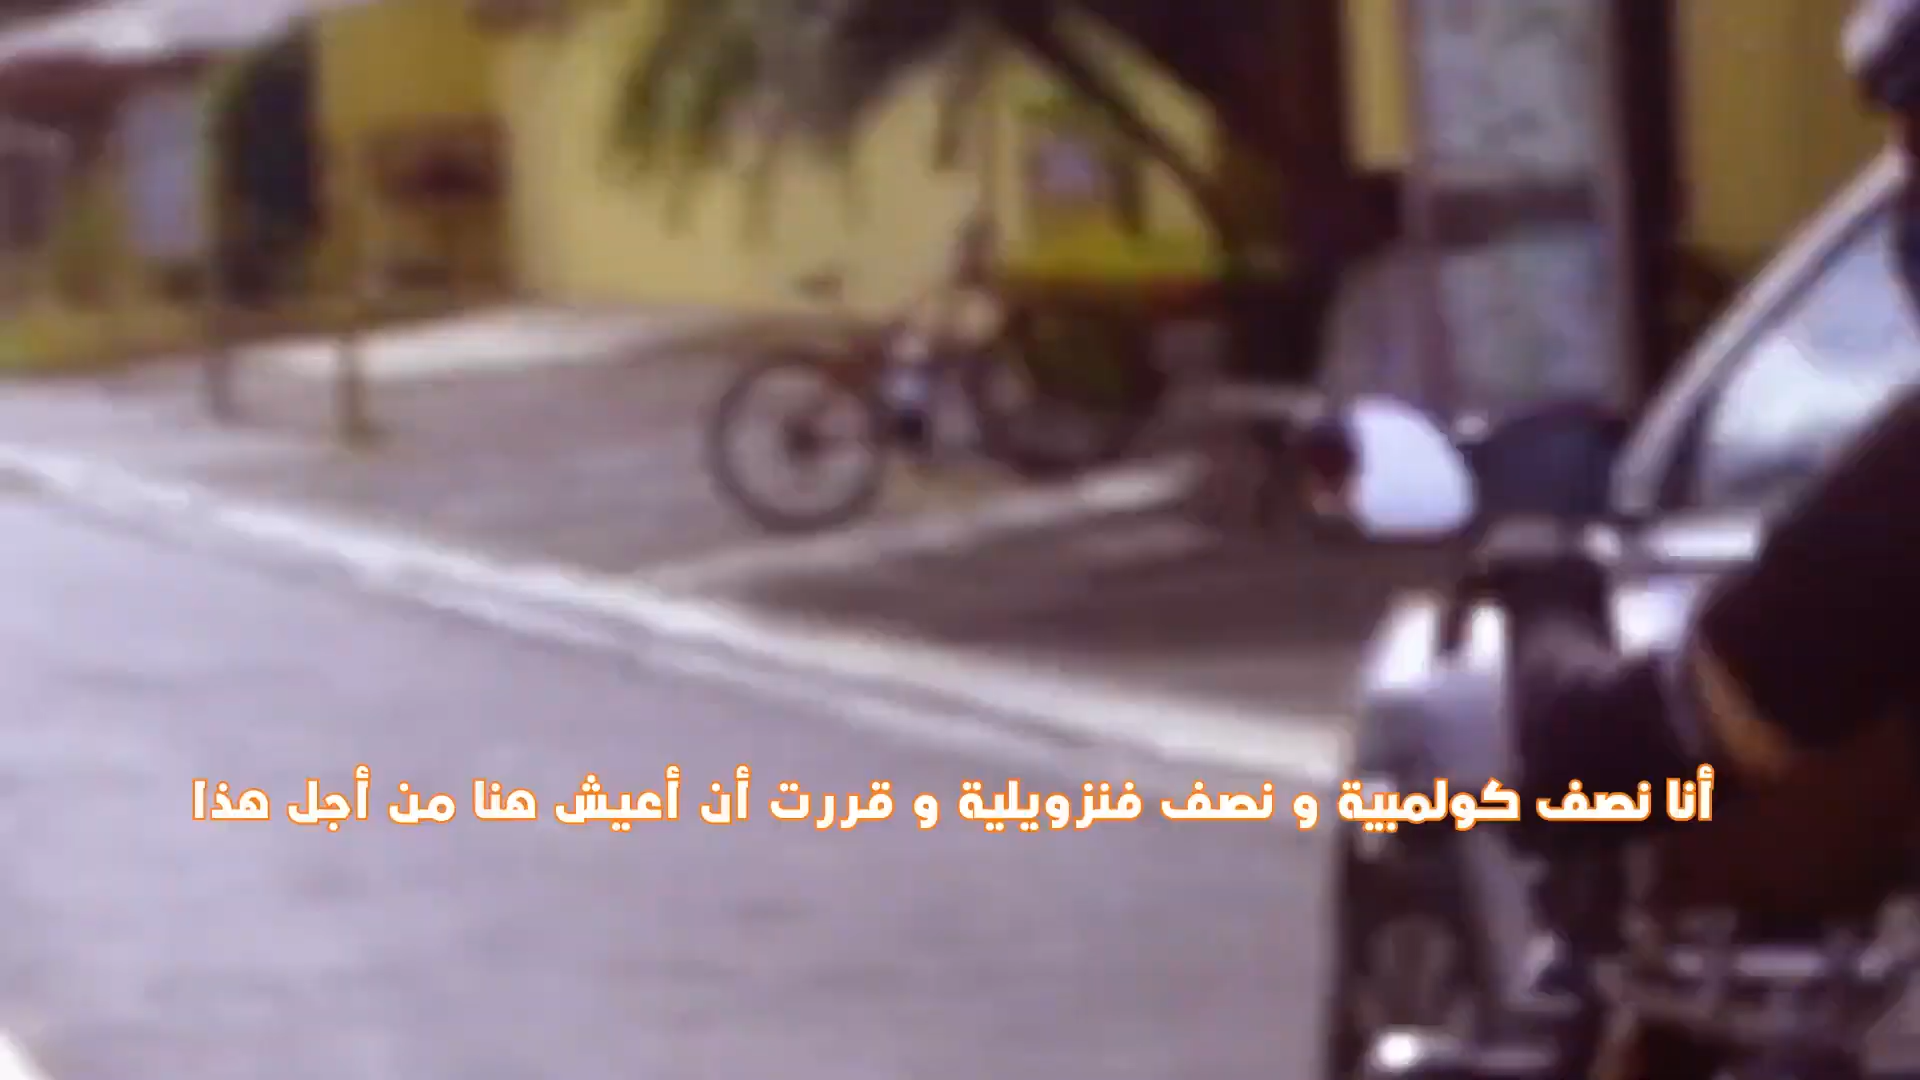 أنا نصف كولمبية و نصف فنزويلية و قررت أن أعيش هنا من أجل هذا